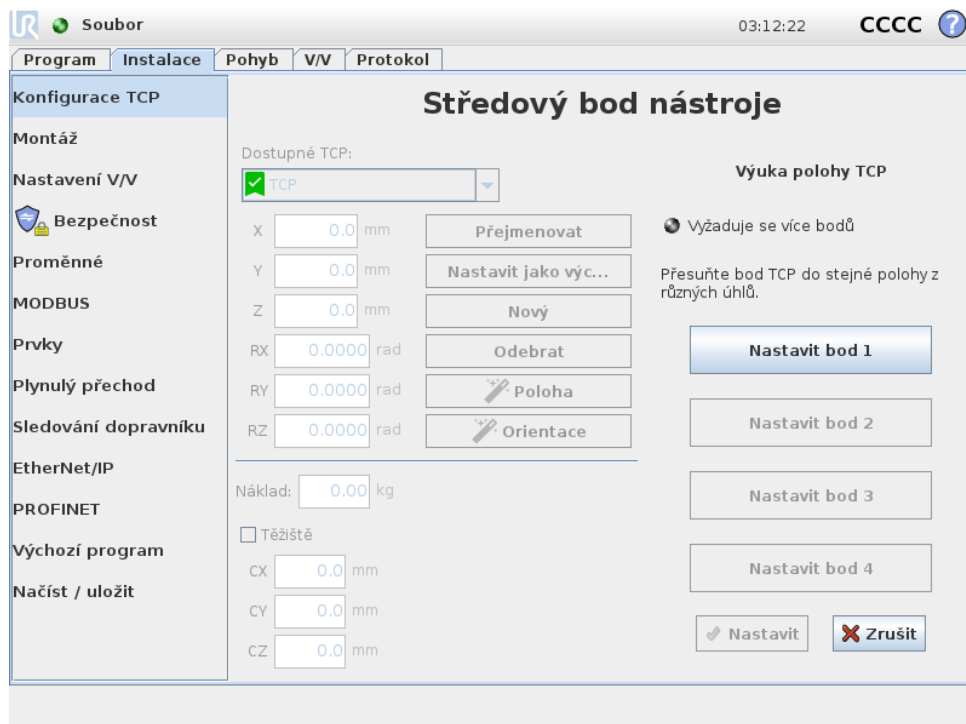 UR Soubor 03:12:22 CCCC ?
Program Instalace Pohyb V/V Protokol
Konfigurace TCP
Montáž
Nastavení V/V
Bezpečnost
Proměnné
MODBUS
Prvky
Plynulý přechod
Sledování dopravníku
EtherNet/IP
PROFINET
Výchozí program
Načíst / uložit
Středový bod nástroje
Dostupné TCP:
TCP
X 0.0 mm Přejmenovat
Y 0.0 mm Nastavit jako výc...
Z 0.0 mm Nový
RX 0.0000 rad Odebrat
RY 0.0000 rad Poloha
RZ 0.0000 rad Orientace
Náklad: 0.00 kg
Těžiště
CX 0.0 mm
CY 0.0 mm
CZ 0.0 mm
Výuka polohy TCP
Vyžaduje se více bodů
Přesuňte bod TCP do stejné polohy z
různých úhlů.
Nastavit bod 1
Nastavit bod 2
Nastavit bod 3
Nastavit bod 4
Nastavit Zrušit